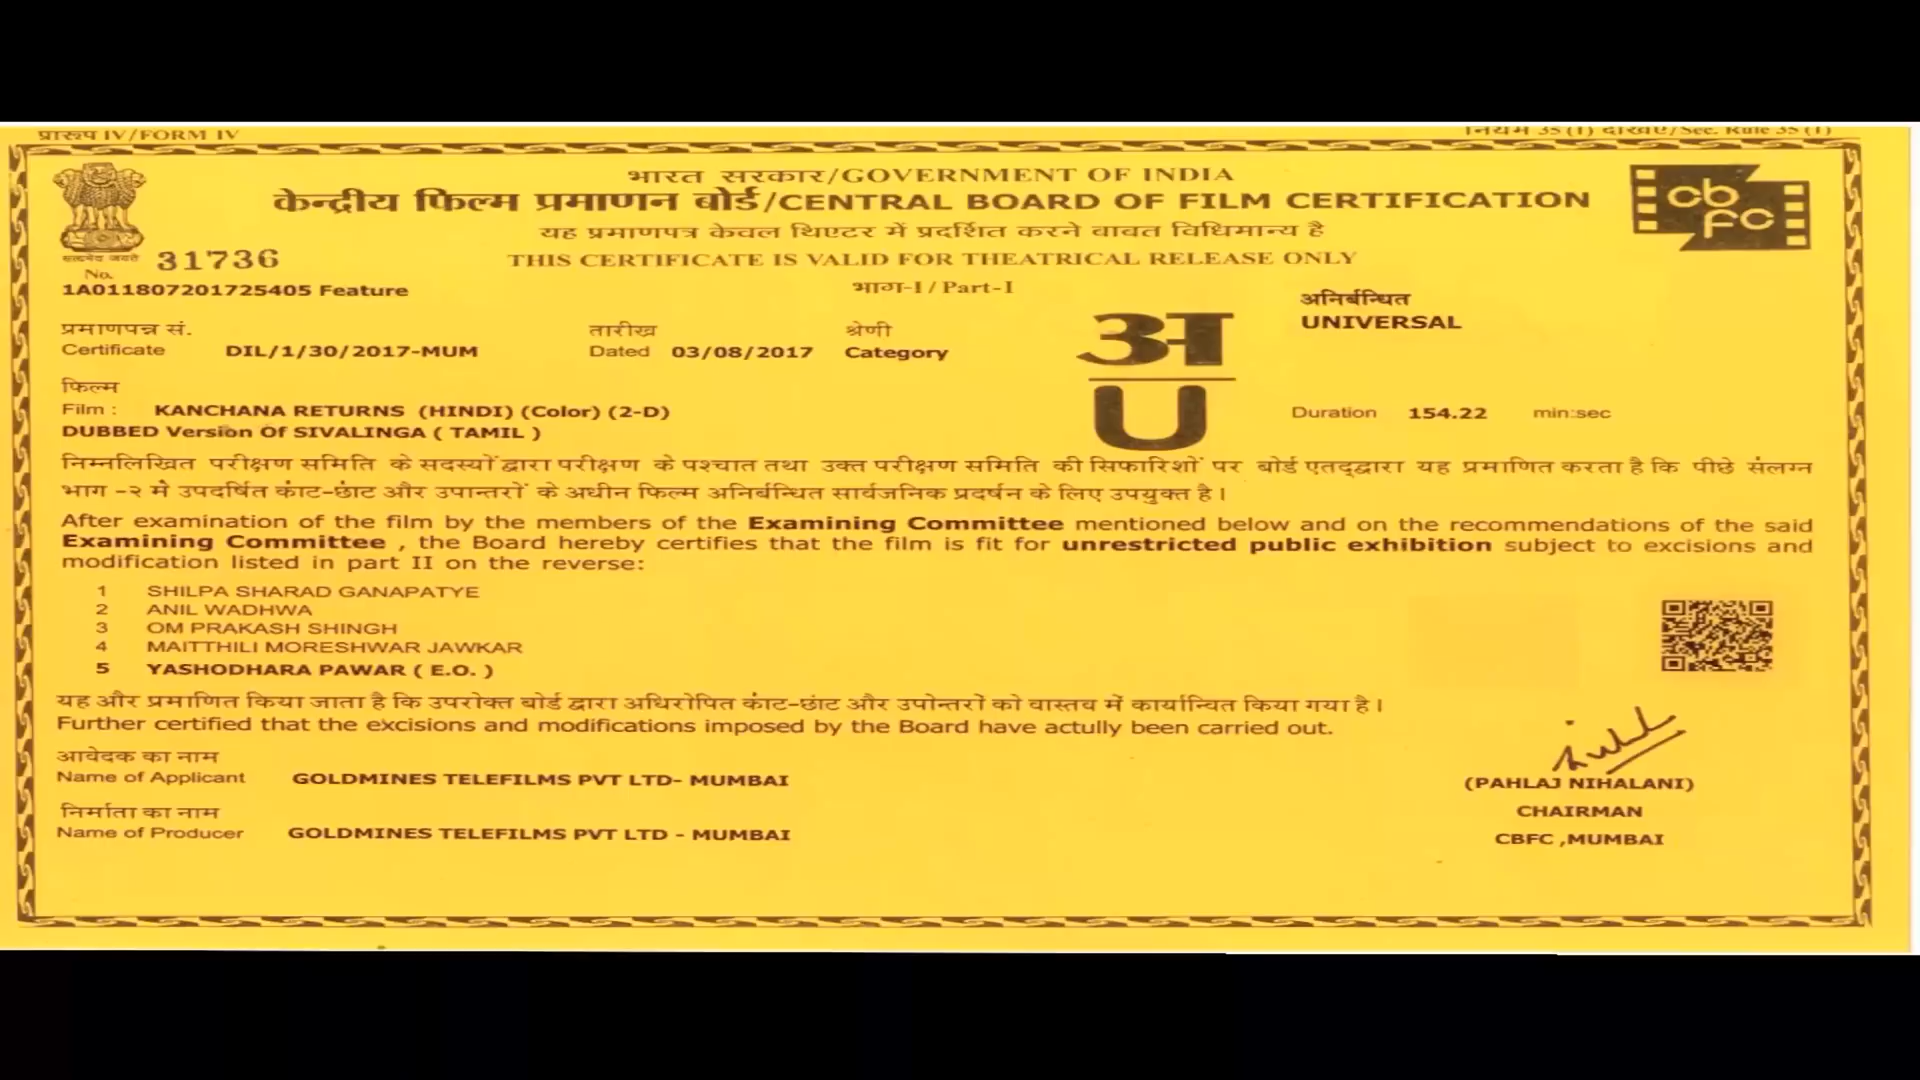 प्रारूप IV/FORM IV
नियम 35 (1) देखिए/Sec. Rule 35 (1)
भारत सरकार/GOVERNMENT OF INDIA
केन्द्रीय फिल्म प्रमाणन बोर्ड/CENTRAL BOARD OF FILM CERTIFICATION
cb
fc
यह प्रमाणपत्र केवल थिएटर में प्रदर्शित करने बाबत विधिमान्य है
सत्यमेव जयते
No. 31736
THIS CERTIFICATE IS VALID FOR THEATRICAL RELEASE ONLY
1A011807201725405 Feature
भाग-I / Part-I
अनिर्बन्धित
UNIVERSAL
प्रमाणपत्र सं. तारीख श्रेणी
Certificate DIL/1/30/2017-MUM Dated 03/08/2017 Category
अ
U
फिल्म
Film : KANCHANA RETURNS (HINDI) (Color) (2-D) Duration 154.22 min:sec
DUBBED Version Of SIVALINGA ( TAMIL )
निम्नलिखित परीक्षण समिति के सदस्यों द्वारा परीक्षण के पश्चात तथा उक्त परीक्षण समिति की सिफारिशों पर बोर्ड एतद्द्वारा यह प्रमाणित करता है कि पीछे संलग्न
भाग -२ में उपदर्षित कांट-छांट और उपान्तरों के अधीन फिल्म अनिर्बन्धित सार्वजनिक प्रदर्षन के लिए उपयुक्त है।
After examination of the film by the members of the Examining Committee mentioned below and on the recommendations of the said
Examining Committee , the Board hereby certifies that the film is fit for unrestricted public exhibition subject to excisions and
modification listed in part II on the reverse:
1 SHILPA SHARAD GANAPATYE
2 ANIL WADHWA
3 OM PRAKASH SHINGH
4 MAITTHILI MORESHWAR JAWKAR
5 YASHODHARA PAWAR ( E.O. )
यह और प्रमाणित किया जाता है कि उपरोक्त बोर्ड द्वारा अधिरोपित कांट-छांट और उपोन्तरों को वास्तव में कार्यान्वित किया गया है।
Further certified that the excisions and modifications imposed by the Board have actully been carried out.
आवेदक का नाम
Name of Applicant GOLDMINES TELEFILMS PVT LTD- MUMBAI
(PAHLAJ NIHALANI)
निर्माता का नाम
CHAIRMAN
Name of Producer GOLDMINES TELEFILMS PVT LTD - MUMBAI
CBFC ,MUMBAI